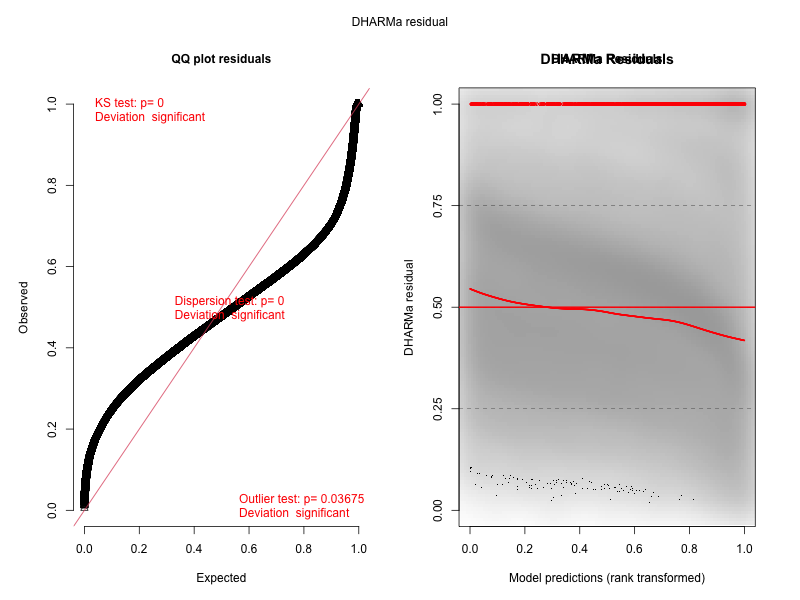 DHARMa residual
QQ plot residuals
KS test: p= 0
Deviation  significant
Dispersion test: p= 0
Deviation  significant
Outlier test: p= 0.03675
Deviation  significant
Observed
0.0
0.2
0.4
0.6
0.8
1.0
0.0
0.2
0.4
0.6
0.8
1.0
Expected
DHARMa Residuals
DHARMa residual
0.00
0.25
0.50
0.75
1.00
0.0
0.2
0.4
0.6
0.8
1.0
Model predictions (rank transformed)